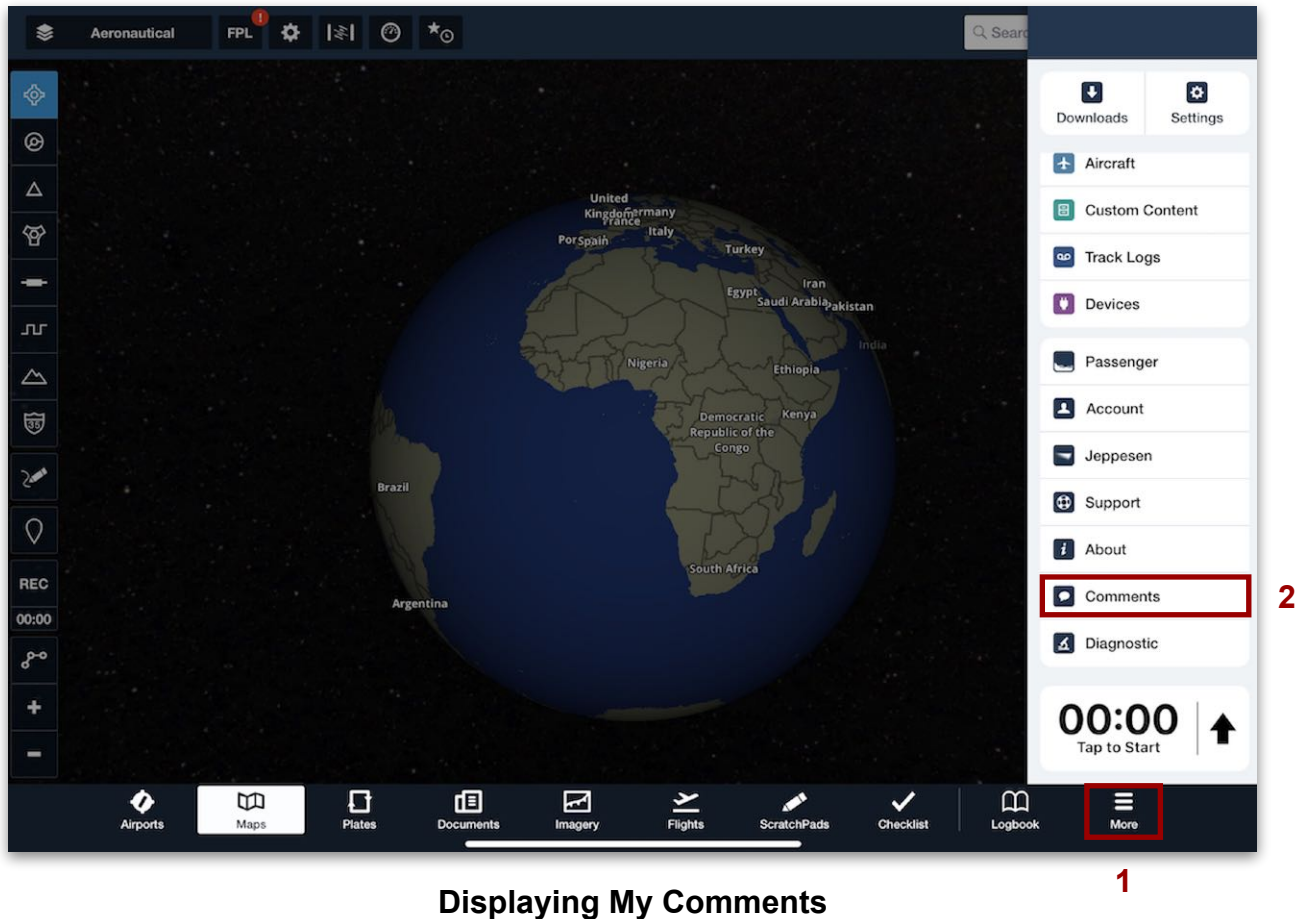 Aeronautical
FPL
!
Sear
Downloads
Settings
Aircraft
Custom Content
Track Logs
Devices
Passenger
Account
Jeppesen
Support
About
Comments
2
Diagnostic
00:00
Tap to Start
35
REC
00:00
United
Kingdom
Germany
France
Italy
Por
Spain
Turkey
Iran
Egypt
Saudi Arabia
Pakistan
India
Nigeria
Ethiopia
Democratic
Republic of the
Congo
Kenya
Brazil
South Africa
Argentina
Airports
Maps
Plates
Documents
Imagery
Flights
ScratchPads
Checklist
Logbook
More
1
Displaying My Comments